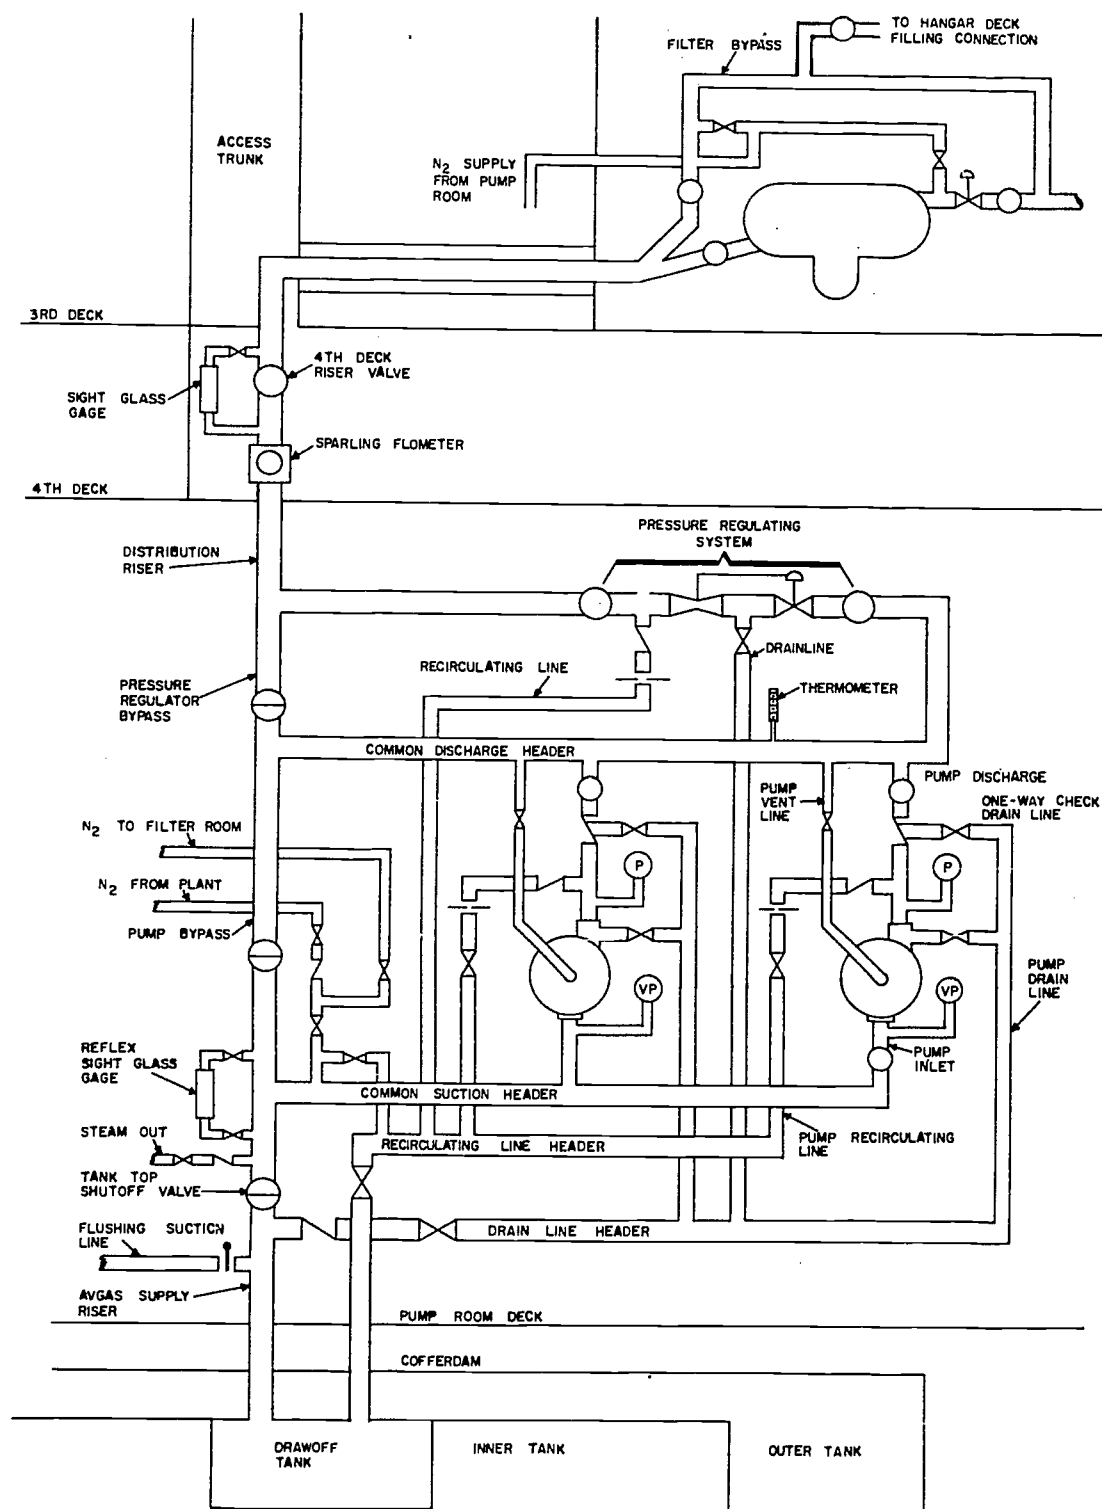 TO HANGAR DECK
FILLING CONNECTION
FILTER BYPASS
ACCESS
TRUNK
N2 SUPPLY
FROM PUMP
ROOM
3RD DECK
4TH DECK
RISER VALVE
SIGHT GLASS
GAGE
SPARLING FLOMETER
4TH DECK
PRESSURE REGULATING
SYSTEM
DISTRIBUTION
RISER
DRAINLINE
RECIRCULATING LINE
THERMOMETER
PRESSURE
REGULATOR
BYPASS
COMMON DISCHARGE HEADER
PUMP DISCHARGE
PUMP
VENT
LINE
ONE-WAY CHECK
DRAIN LINE
N2 TO FILTER ROOM
P
P
N2 FROM PLANT
PUMP BYPASS
PUMP
DRAIN
LINE
VP
VP
REFLEX
SIGHT GLASS
GAGE
PUMP
INLET
COMMON SUCTION HEADER
STEAM OUT
RECIRCULATING LINE HEADER
PUMP RECIRCULATING
LINE
TANK TOP
SHUTOFF VALVE
FLUSHING SUCTION
LINE
DRAIN LINE HEADER
AVGAS SUPPLY
RISER
PUMP ROOM DECK
COFFERDAM
DRAWOFF
TANK
INNER TANK
OUTER TANK